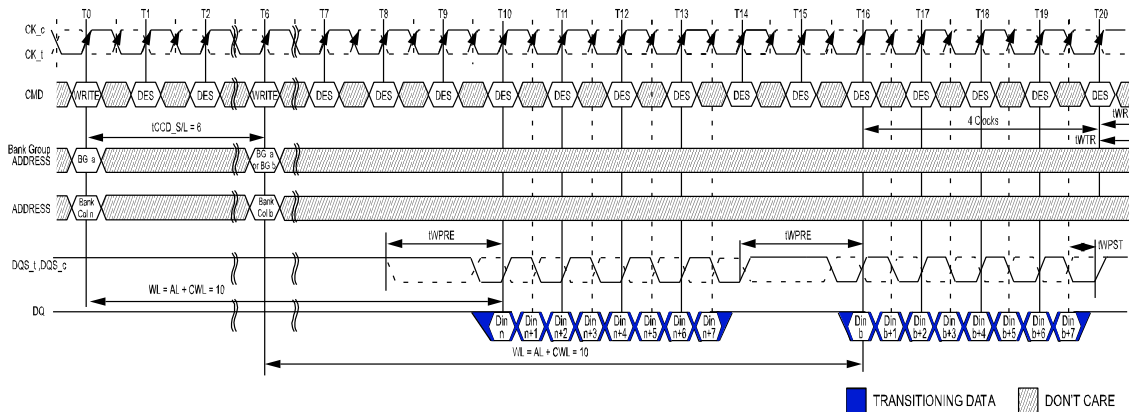 T0 T1 T2 T6 T7 T8 T9 T10 T11 T12 T13 T14 T15 T16 T17 T18 T19 T20
CK_c
CK_t
CMD WRITE DES DES WRITE DES DES DES DES DES DES DES DES DES DES DES DES DES DES
tCCD_S/L = 6
4 Clocks
tWR
tWTR
Bank Group
ADDRESS
BG a
BG a
or BG b
ADDRESS
Bank
Col n
Bank
Col b
tWPRE
tWPRE
tWPST
DQS_t ,DQS_c
WL = AL + CWL = 10
DQ
Din
n
Din
n+1
Din
n+2
Din
n+3
Din
n+4
Din
n+5
Din
n+6
Din
n+7
Din
b
Din
b+1
Din
b+2
Din
b+3
Din
b+4
Din
b+5
Din
b+6
Din
b+7
WL = AL + CWL = 10
TRANSITIONING DATA
DON'T CARE